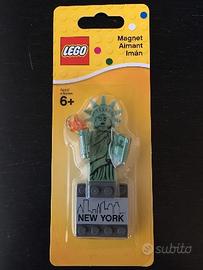 LEGO
Magnet
Aimant
Imán
6+
NEW YORK
subito